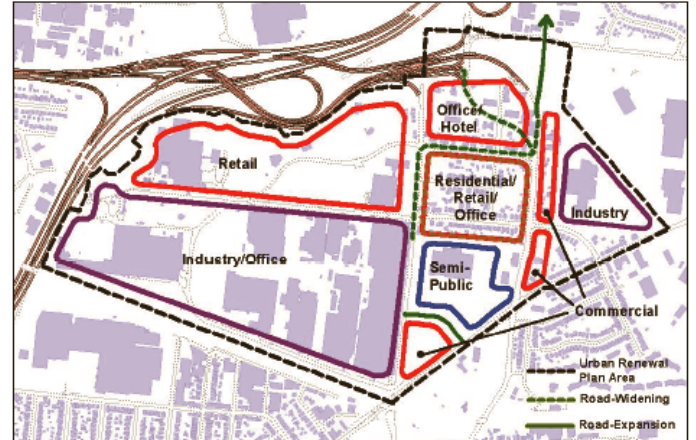 Office/
Hotel
Retail
Residential/
Retail/
Office
Industry
Industry/Office
Semi-
Public
Commercial
Urban Renewal
Plan Area
Road-Widening
Road-Expansion